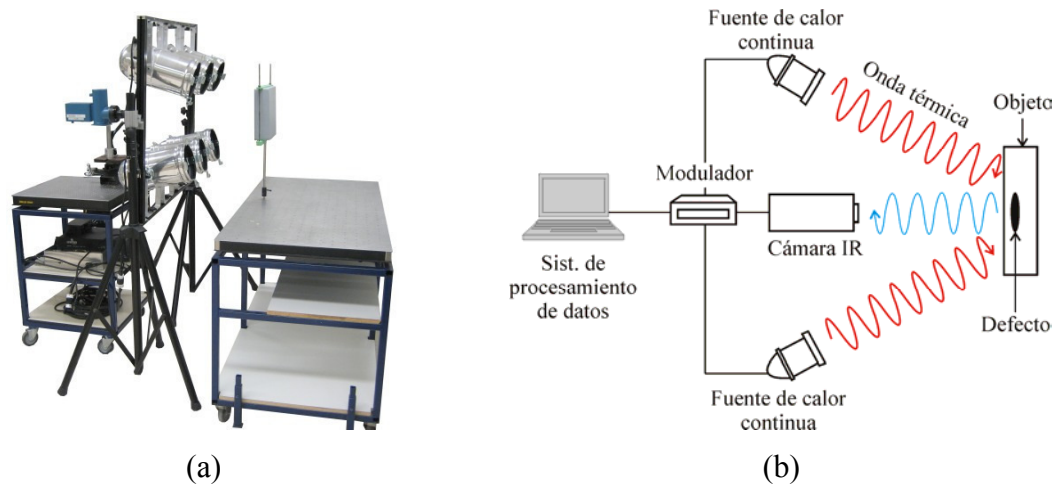 Fuente de calor
continua
Onda térmica
Objeto
Modulador
Cámara IR
Sist. de
procesamiento
de datos
Defecto
Fuente de calor
continua
(a)
(b)